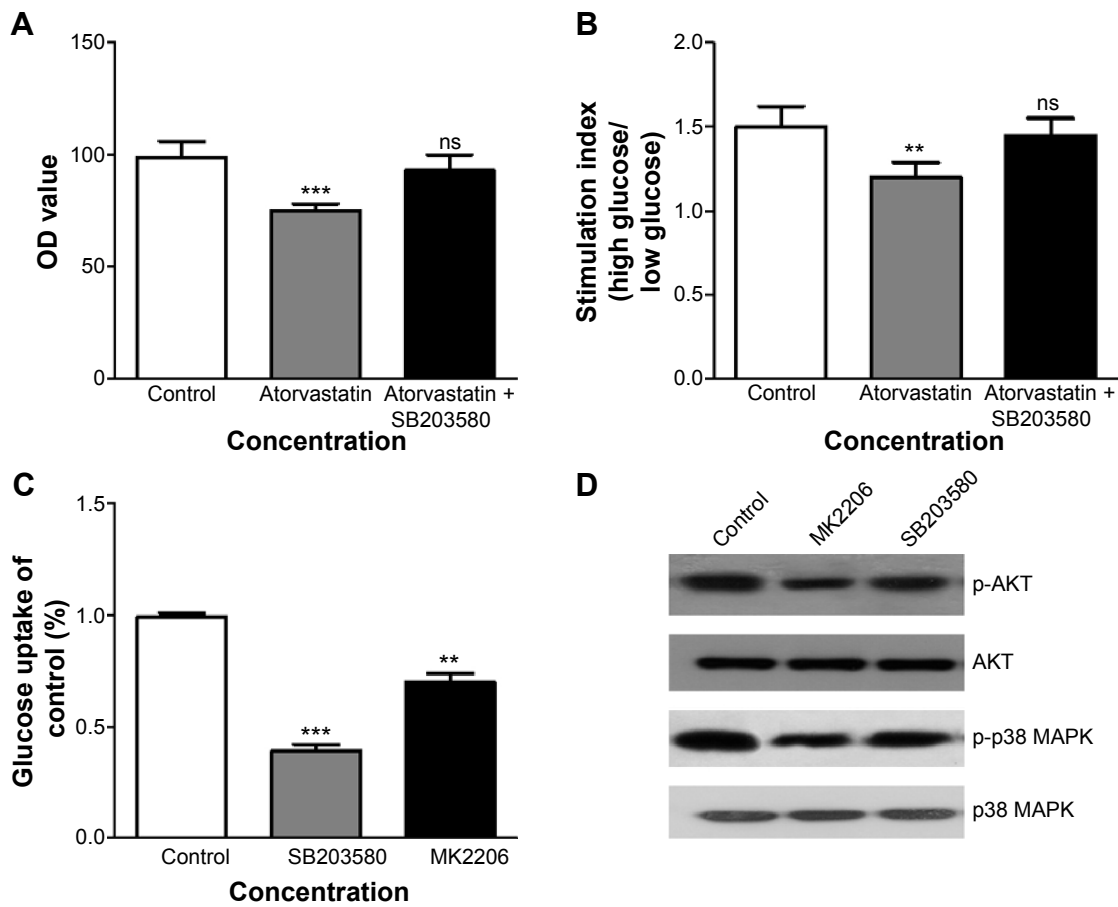 A
150
100
50
0
OD value
***
ns
Control
Atorvastatin
Atorvastatin +
SB203580
Concentration
B
2.0
1.5
1.0
0.5
0.0
Stimulation index
(high glucose/
low glucose)
**
ns
Control
Atorvastatin
Atorvastatin +
SB203580
Concentration
C
1.5
1.0
0.5
0.0
Glucose uptake of
control (%)
***
**
Control
SB203580
MK2206
Concentration
D
Control
MK2206
SB203580
p-AKT
AKT
p-p38 MAPK
p38 MAPK